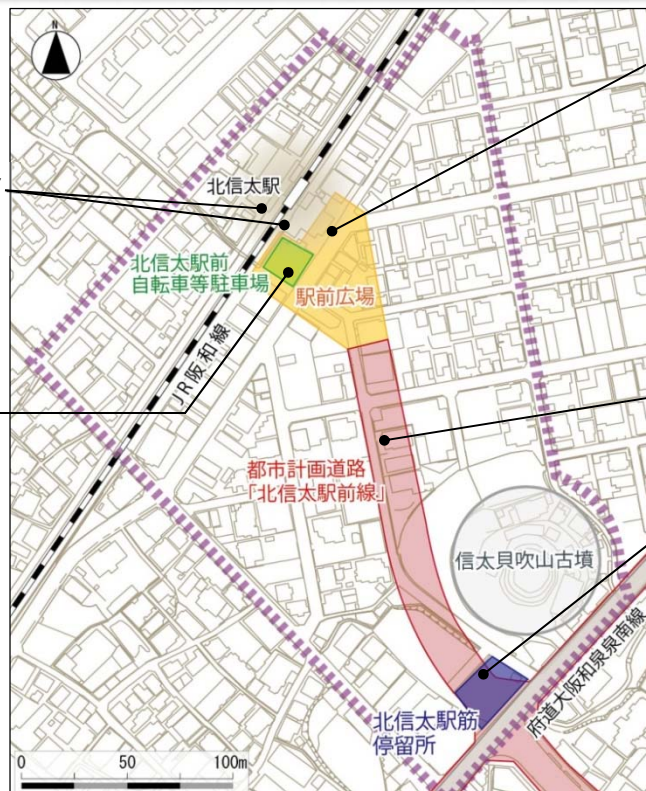 N
北信太駅
北信太駅前
自転車等駐車場
駅前広場
JR阪和線
都市計画道路
「北信太駅前線」
信太貝吹山古墳
府道大阪和泉泉南線
北信太駅筋
停留所
0 50 100m